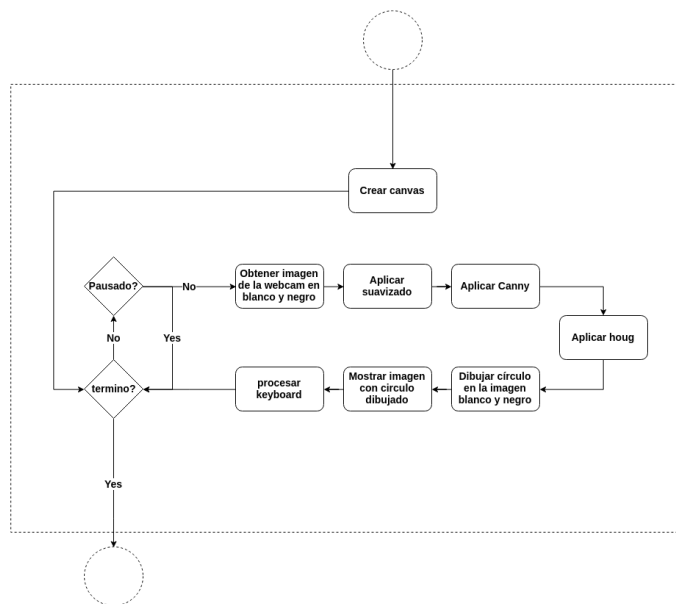 Crear canvas
Pausado?
No
Obtener imagen
de la webcam en
blanco y negro
Aplicar
suavizado
Aplicar Canny
Aplicar houg
No
Yes
termino?
procesar
keyboard
Mostrar imagen
con circulo
dibujado
Dibujar círculo
en la imagen
blanco y negro
Yes